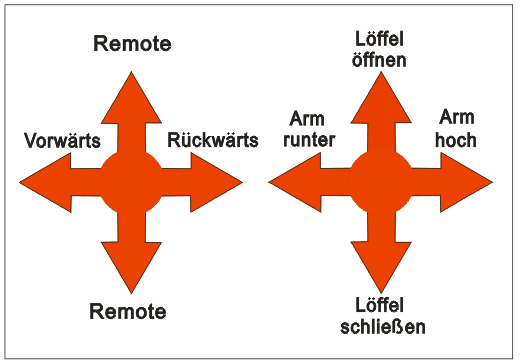 Remote
Vorwärts
Rückwärts
Remote
Löffel
öffnen
Arm
runter
Arm
hoch
Löffel
schließen